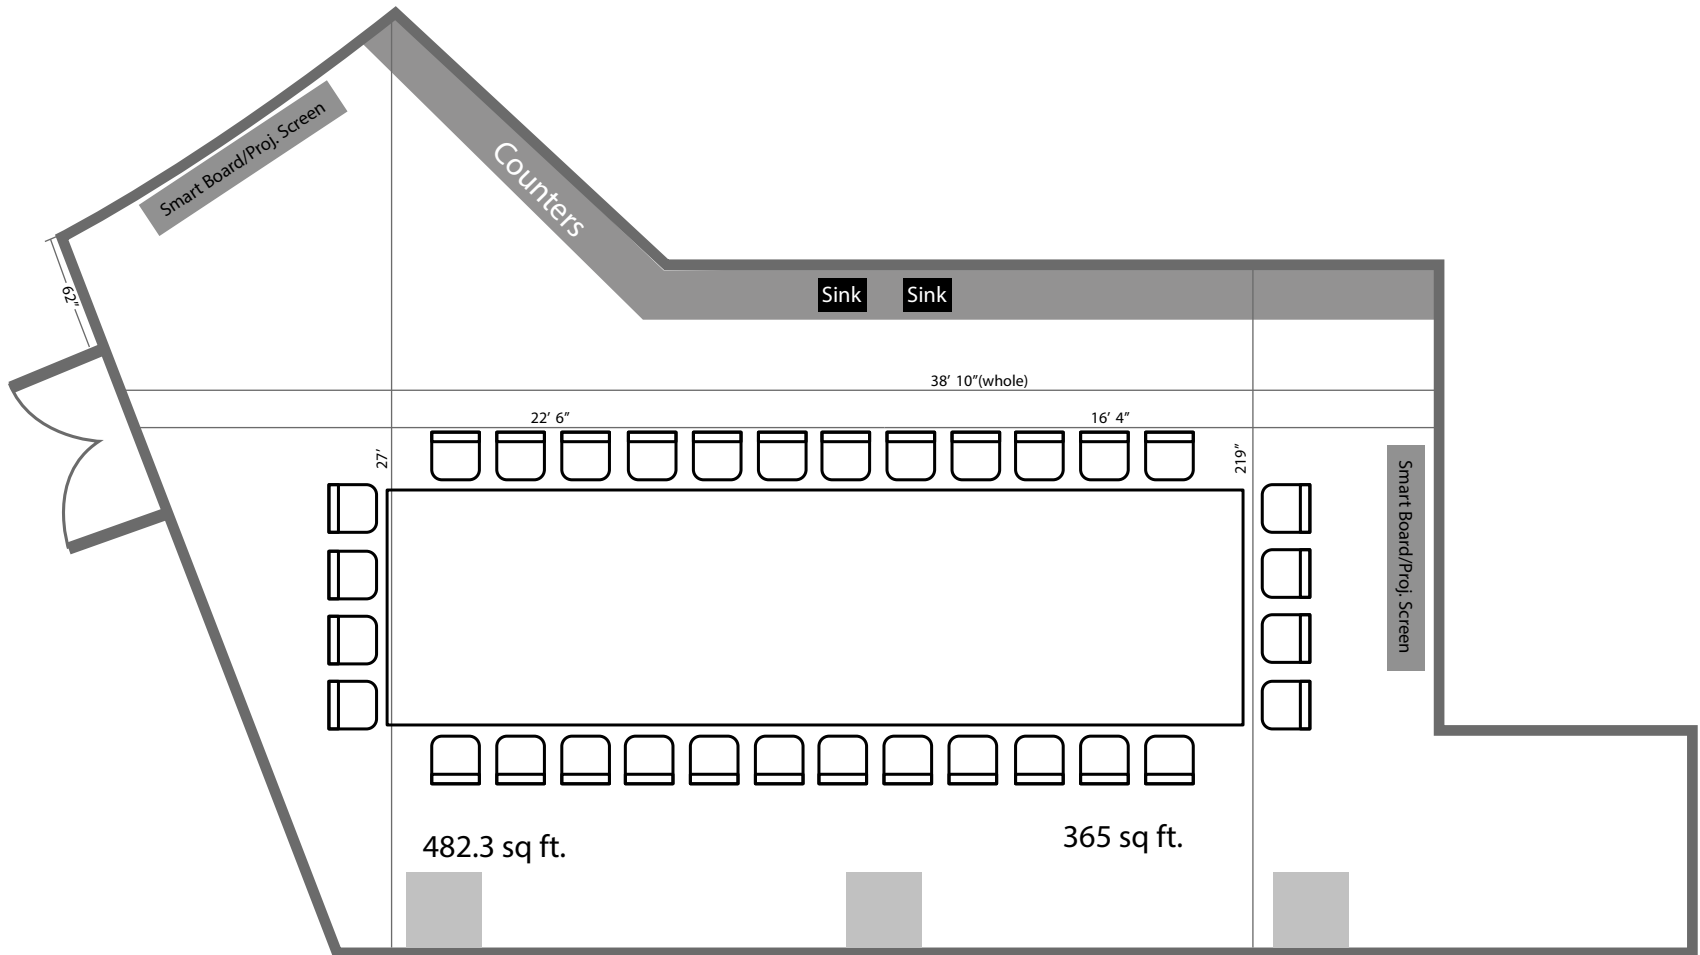 Smart Board/Proj. Screen
Counters
62”
Sink
Sink
38’ 10”(whole)
22’ 6”
16’ 4”
27’
219”
Smart Board/Proj. Screen
482.3 sq ft.
365 sq ft.